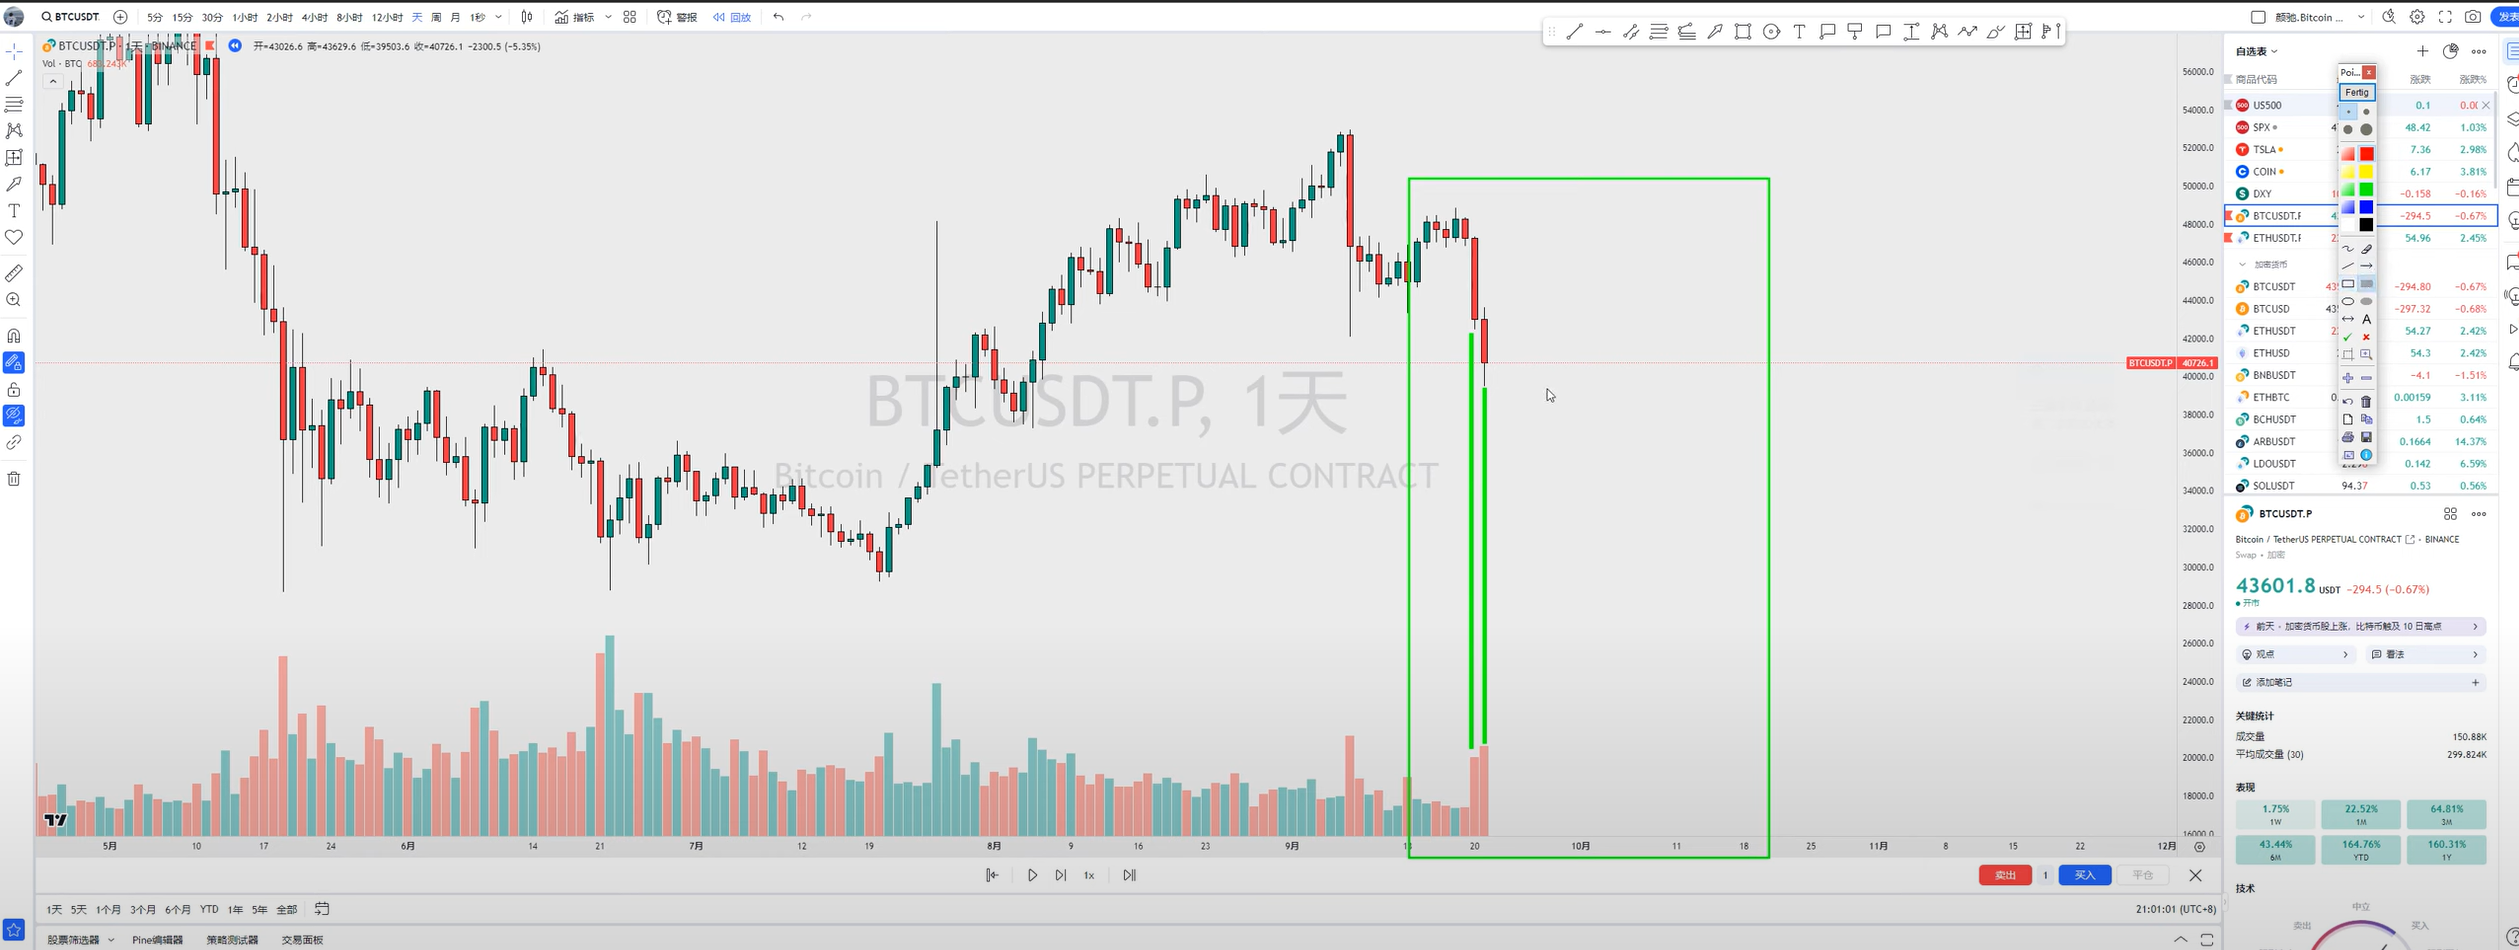 BTCUSDT. 5分 15分 30分 1小时 2小时 4小时 8小时 12小时 天 周 月 1秒 指标 警报 回放 颜驰.Bitcoin ... 发表
BTCUSDT.P · 1天 · BINANCE 开=43026.6 高=43629.6 低=39503.6 收=40726.1 −2300.5 (−5.35%)
Vol · BTC
BTCUSDT.P, 1天
Bitcoin / TetherUS PERPETUAL CONTRACT
56000.0
54000.0
52000.0
50000.0
48000.0
46000.0
44000.0
42000.0
BTCUSDT.P 40726.1
40000.0
38000.0
36000.0
34000.0
32000.0
30000.0
28000.0
26000.0
24000.0
22000.0
20000.0
18000.0
16000.0
5月 10 17 24 6月 14 21 7月 12 19 8月 9 16 23 9月 20 10月 11 18 25 11月 8 15 22 12月
1x
卖出 1 买入 平仓
1天 5天 1个月 3个月 6个月 YTD 1年 5年 全部
21:01:01 (UTC+8)
股票筛选器 Pine编辑器 策略测试器 交易面板
自选表
商品代码 涨跌 涨跌%
US500 0.1
SPX 48.42 1.03%
TSLA 7.36 2.98%
COIN 6.17 3.81%
DXY −0.158 −0.16%
BTCUSDT.P −294.5 −0.67%
ETHUSDT.P 54.96 2.45%
加密货币
BTCUSDT −294.80 −0.67%
BTCUSD −297.32 −0.68%
ETHUSDT 54.27 2.42%
ETHUSD 54.3 2.42%
BNBUSDT −4.1 −1.51%
ETHBTC 0.00159 3.11%
BCHUSDT 1.5 0.64%
ARBUSDT 0.1664 14.37%
LDOUSDT 0.142 6.59%
SOLUSDT 94.37 0.53 0.56%
Poi...
Fertig
A
BTCUSDT.P
Bitcoin / TetherUS PERPETUAL CONTRACT · BINANCE
Swap · 加密
43601.8 USDT −294.5 (−0.67%)
开市
前天 · 加密货币股上涨，比特币触及 10 日高点
观点 看法
添加笔记
关键统计
成交量 150.88K
平均成交量 (30) 299.824K
表现
1.75% 22.52% 64.81%
1W 1M 3M
43.44% 164.76% 160.31%
6M YTD 1Y
技术
中立
卖出 买入